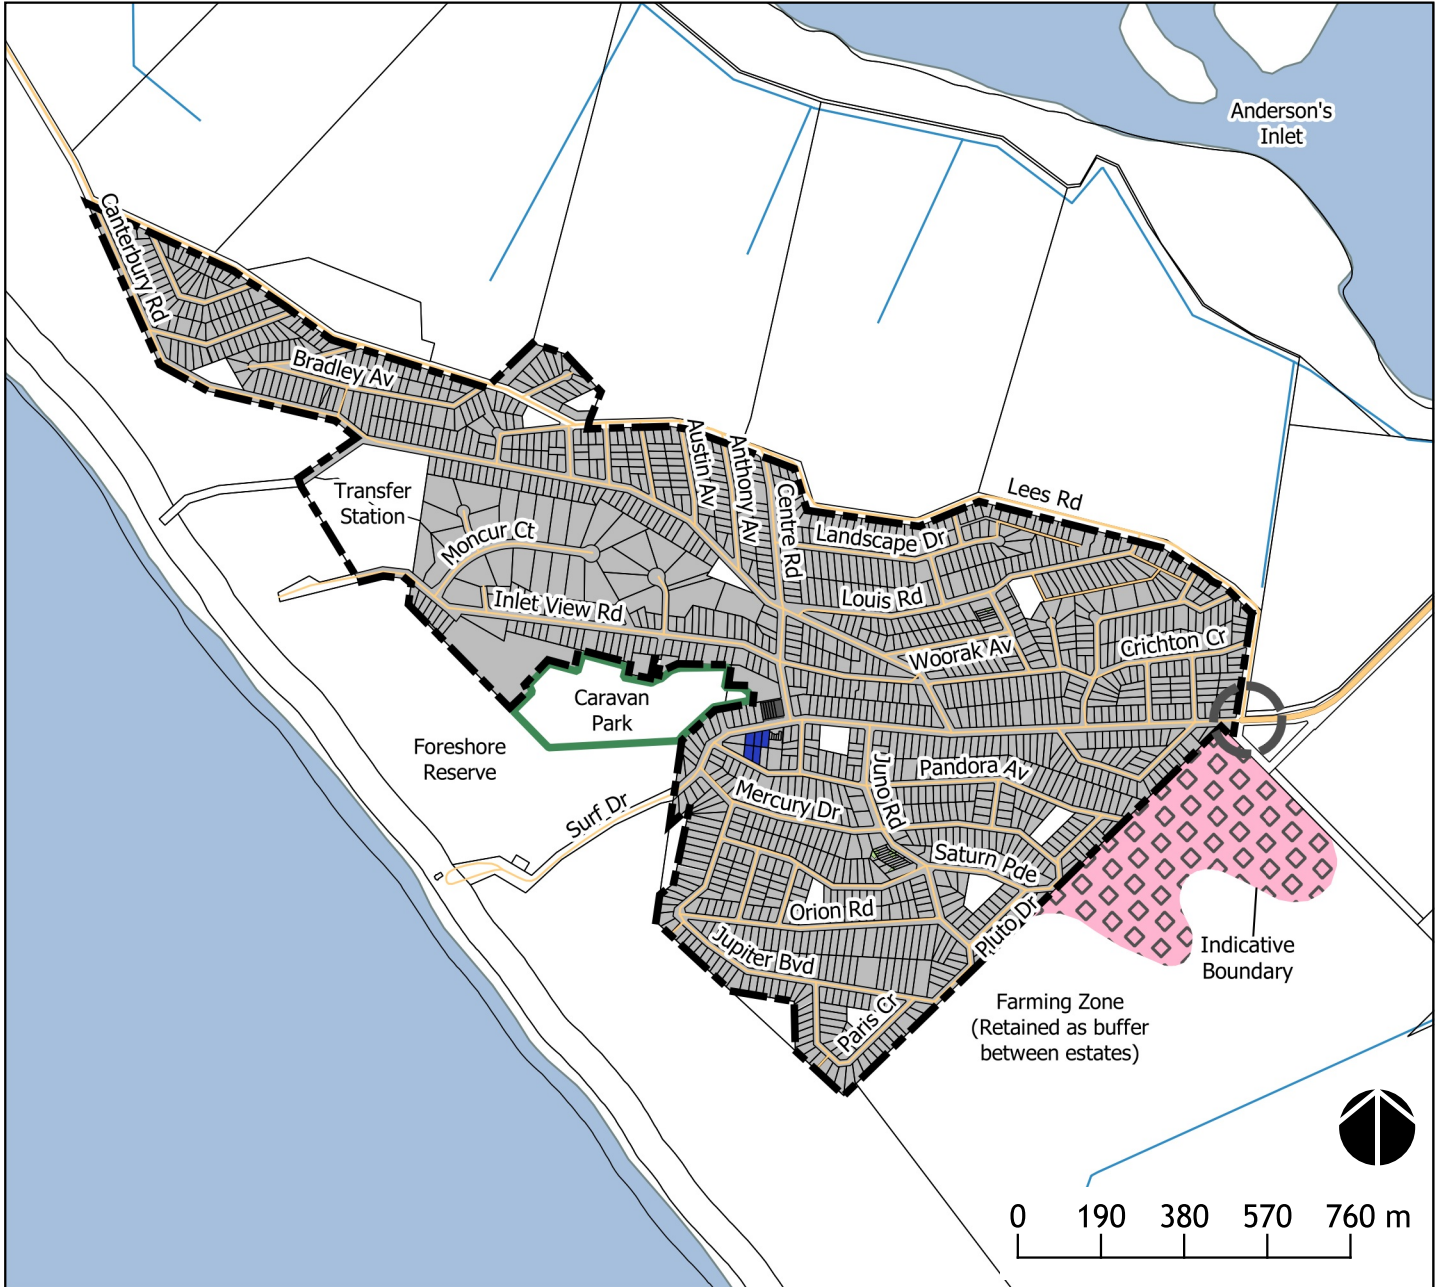 Anderson's
Inlet
Canterbury Rd
Bradley Av
Austin Av
Anthony Av
Centre Rd
Lees Rd
Transfer
Station
Landscape Dr
Moncur Ct
Louis Rd
Inlet View Rd
Woorak Av
Crichton Cr
Caravan
Park
Foreshore
Reserve
Juno Rd
Pandora Av
Mercury Dr
Surf Dr
Saturn Pde
Orion Rd
Pluto Dr
Jupiter Bvd
Indicative
Boundary
Paris Cr
Farming Zone
(Retained as buffer
between estates)
0 190 380 570 760 m